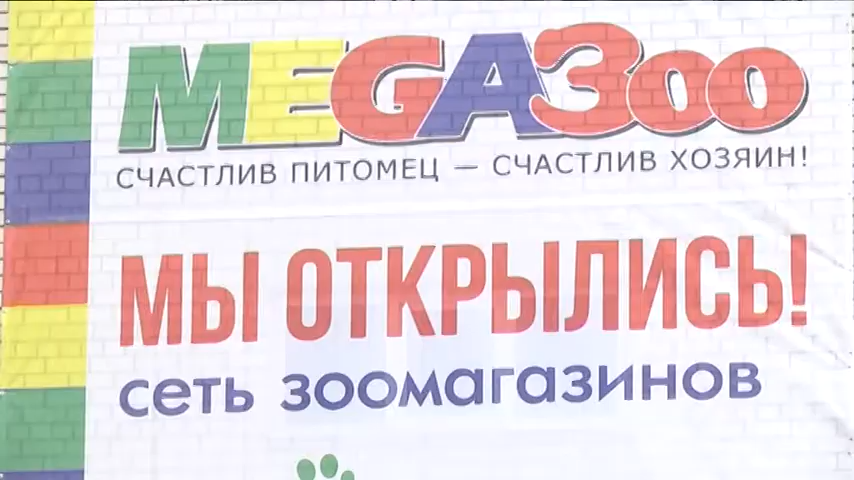 MEGAЗОО
СЧАСТЛИВ ПИТОМЕЦ — СЧАСТЛИВ ХОЗЯИН!
МЫ ОТКРЫЛИСЬ!
сеть зоомагазинов